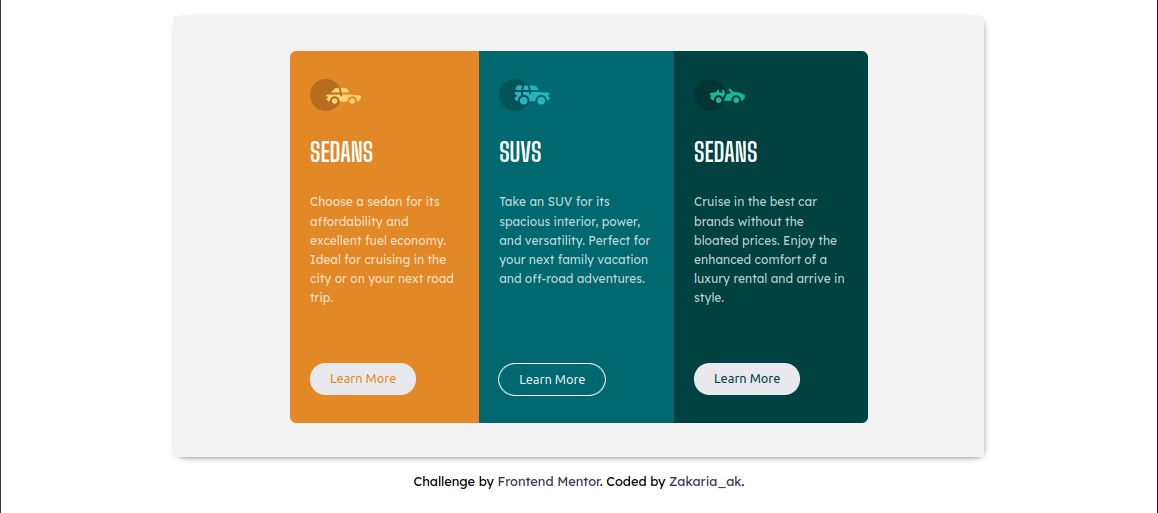 SEDANS
Choose a sedan for its
affordability and
excellent fuel economy.
Ideal for cruising in the
city or on your next road
trip.
Learn More
SUVS
Take an SUV for its
spacious interior, power,
and versatility. Perfect for
your next family vacation
and off-road adventures.
Learn More
SEDANS
Cruise in the best car
brands without the
bloated prices. Enjoy the
enhanced comfort of a
luxury rental and arrive in
style.
Learn More
Challenge by Frontend Mentor. Coded by Zakaria_ak.